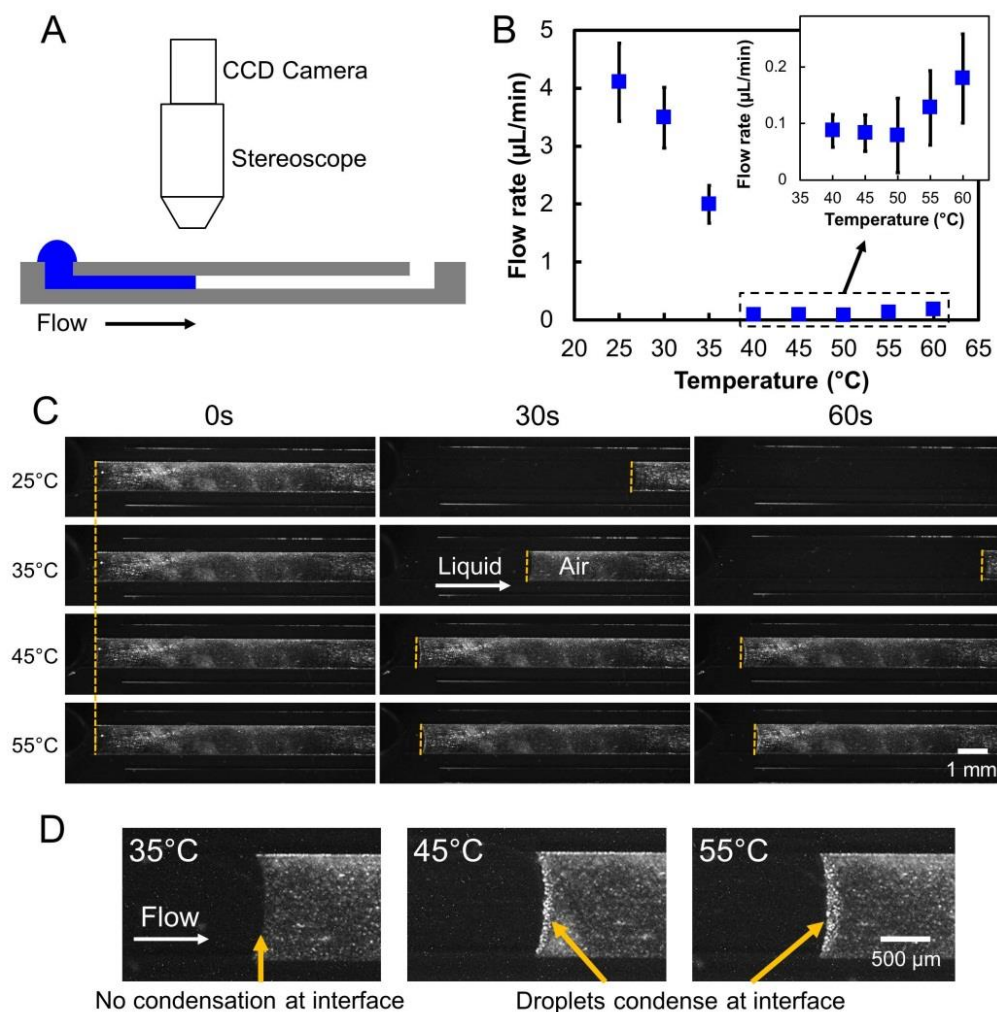 A
CCD Camera
Stereoscope
Flow
B
Flow rate (µL/min)
5
4
3
2
1
0
20 25 30 35 40 45 50 55 60 65
Temperature (°C)
Flow rate (µL/min)
0.2
0.1
0
35 40 45 50 55 60
Temperature (°C)
C
0s 30s 60s
25°C
35°C
Liquid Air
45°C
55°C
1 mm
D
35°C 45°C 55°C
Flow
500 µm
No condensation at interface Droplets condense at interface